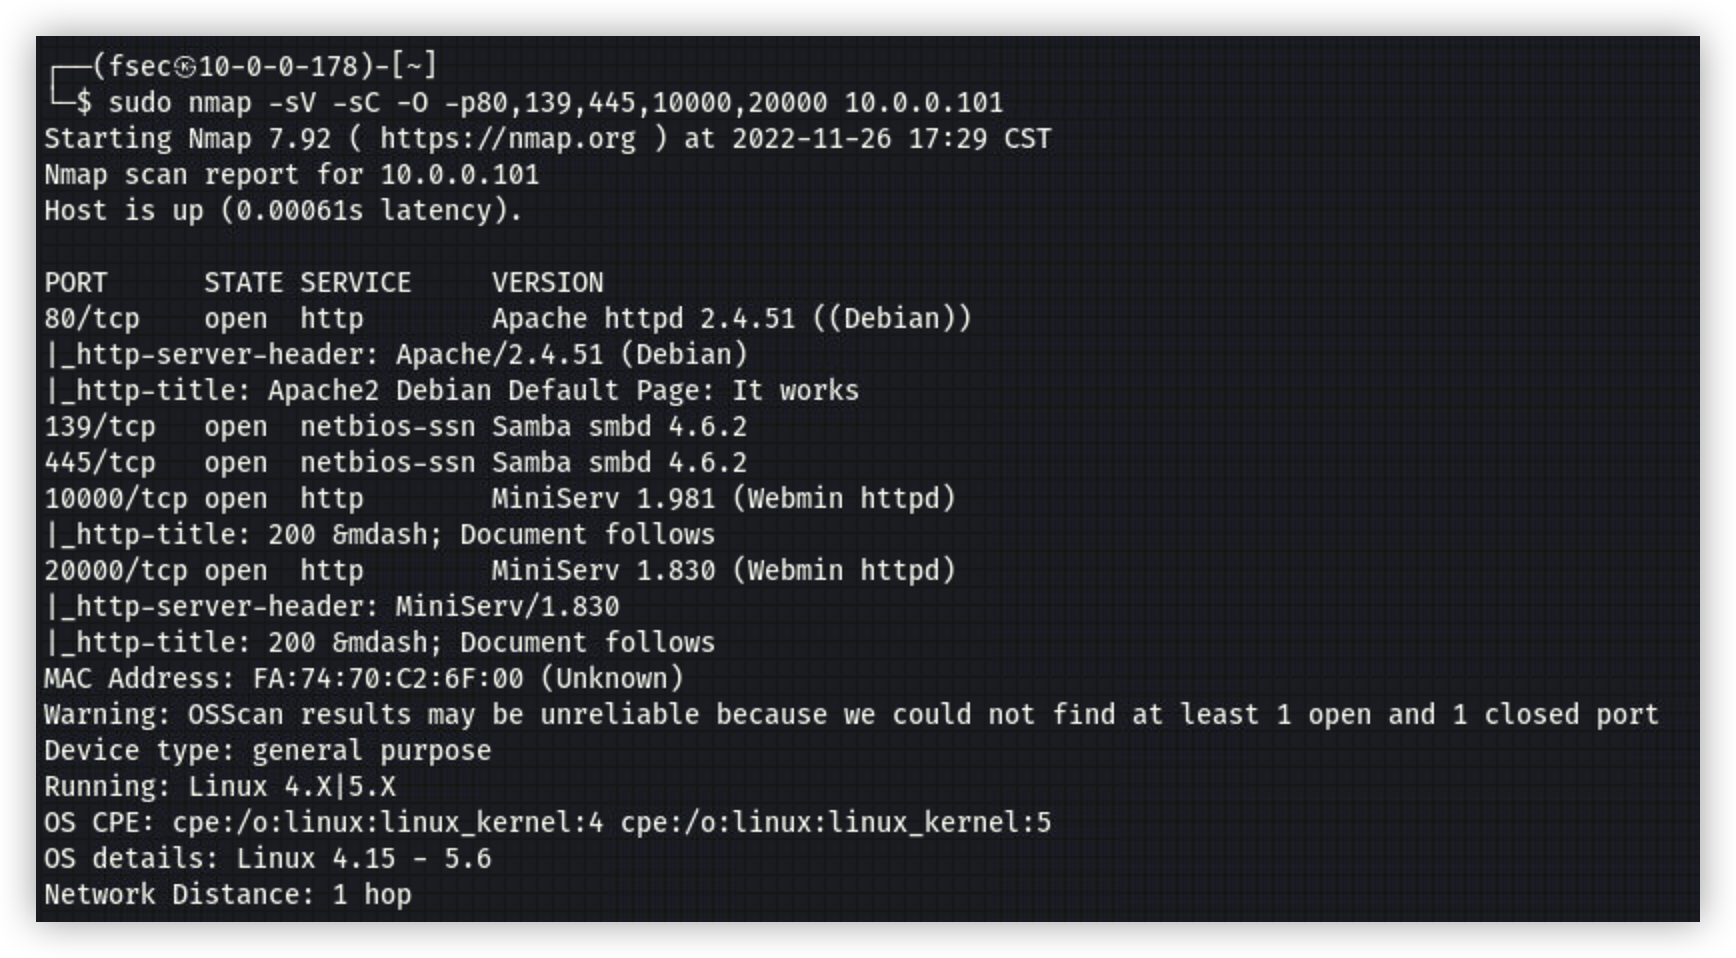 ┌──(fsec㉿10-0-0-178)-[~]
└─$ sudo nmap -sV -sC -O -p80,139,445,10000,20000 10.0.0.101
Starting Nmap 7.92 ( https://nmap.org ) at 2022-11-26 17:29 CST
Nmap scan report for 10.0.0.101
Host is up (0.00061s latency).

PORT      STATE SERVICE     VERSION
80/tcp    open  http        Apache httpd 2.4.51 ((Debian))
|_http-server-header: Apache/2.4.51 (Debian)
|_http-title: Apache2 Debian Default Page: It works
139/tcp   open  netbios-ssn Samba smbd 4.6.2
445/tcp   open  netbios-ssn Samba smbd 4.6.2
10000/tcp open  http        MiniServ 1.981 (Webmin httpd)
|_http-title: 200 &mdash; Document follows
20000/tcp open  http        MiniServ 1.830 (Webmin httpd)
|_http-server-header: MiniServ/1.830
|_http-title: 200 &mdash; Document follows
MAC Address: FA:74:70:C2:6F:00 (Unknown)
Warning: OSScan results may be unreliable because we could not find at least 1 open and 1 closed port
Device type: general purpose
Running: Linux 4.X|5.X
OS CPE: cpe:/o:linux:linux_kernel:4 cpe:/o:linux:linux_kernel:5
OS details: Linux 4.15 - 5.6
Network Distance: 1 hop